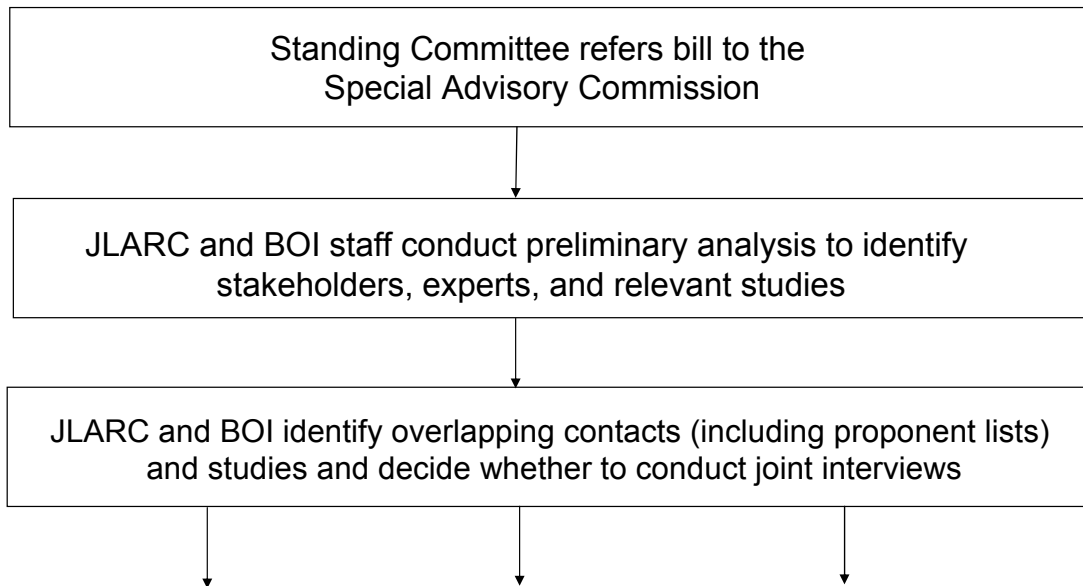 Standing Committee refers bill to the
Special Advisory Commission
JLARC and BOI staff conduct preliminary analysis to identify
stakeholders, experts, and relevant studies
JLARC and BOI identify overlapping contacts (including proponent lists)
and studies and decide whether to conduct joint interviews